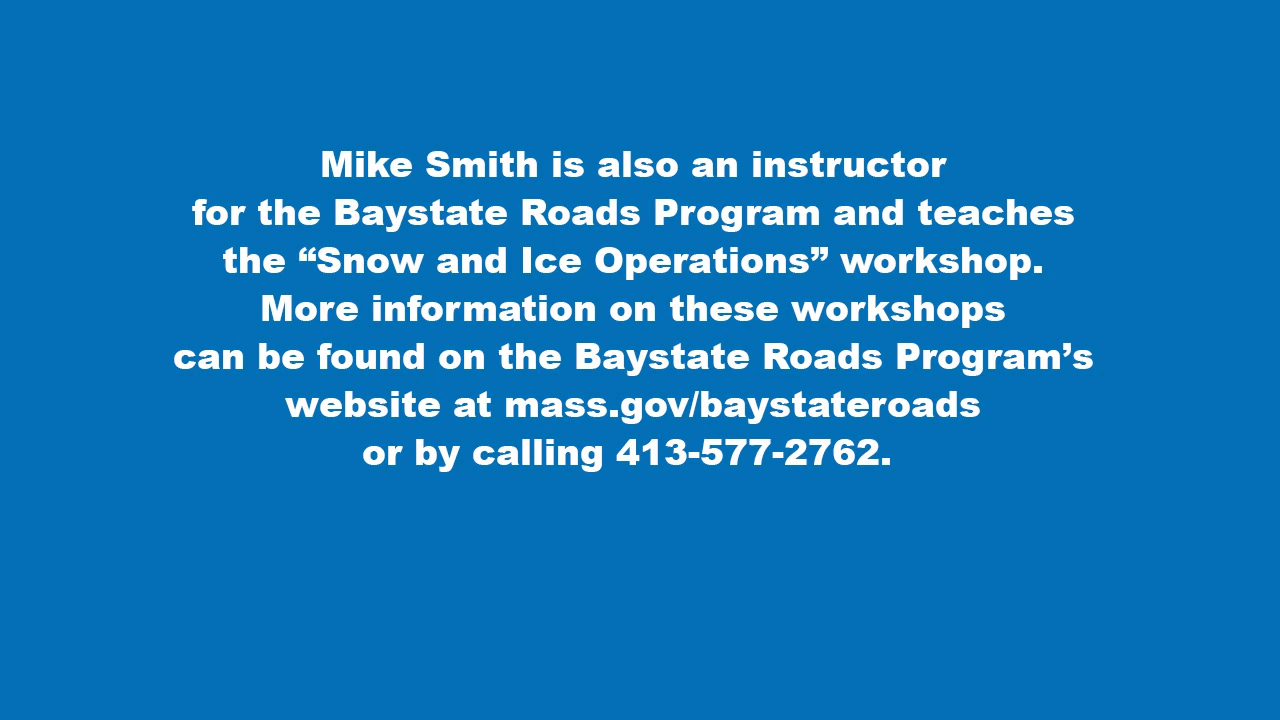 Mike Smith is also an instructor
for the Baystate Roads Program and teaches
the “Snow and Ice Operations” workshop.
More information on these workshops
can be found on the Baystate Roads Program’s
website at mass.gov/baystateroads
or by calling 413-577-2762.